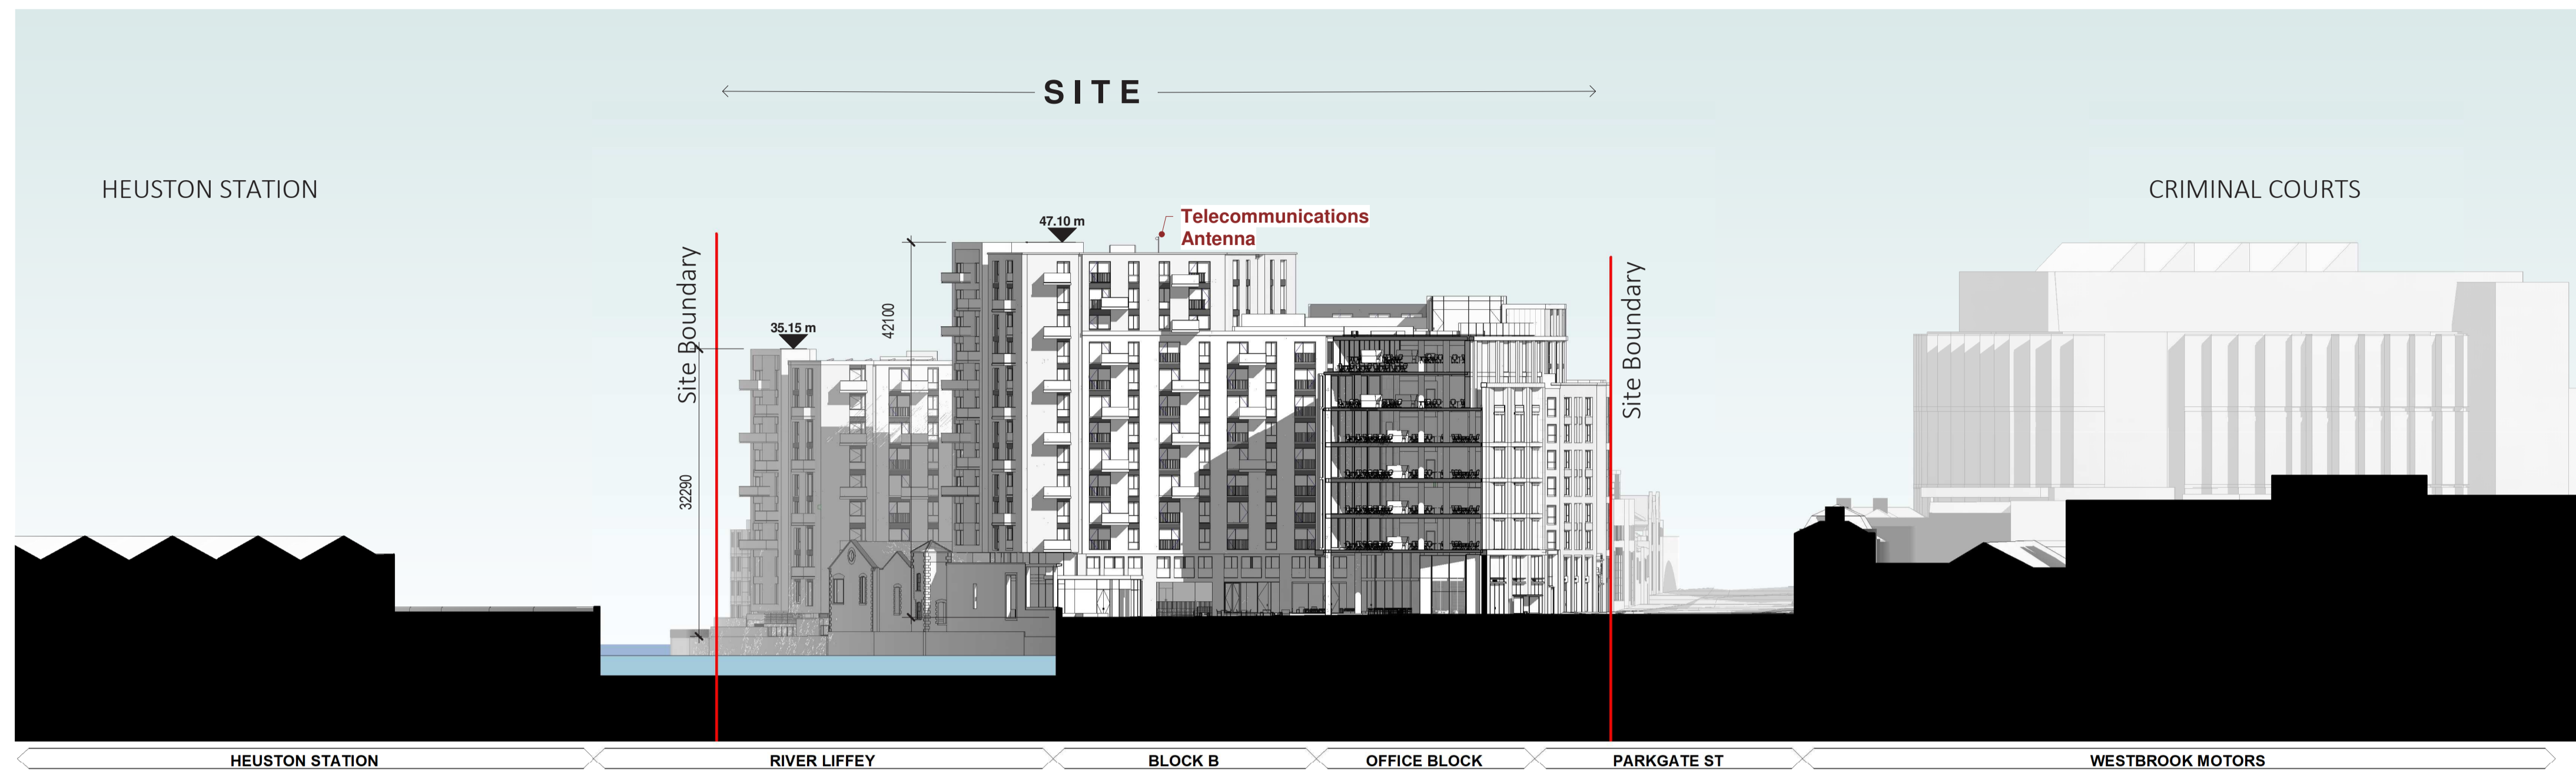 SITE
HEUSTON STATION
CRIMINAL COURTS
47.10 m
Telecommunications
Antenna
Site Boundary
Site Boundary
42100
35.15 m
32290
HEUSTON STATION
RIVER LIFFEY
BLOCK B
OFFICE BLOCK
PARKGATE ST
WESTBROOK MOTORS